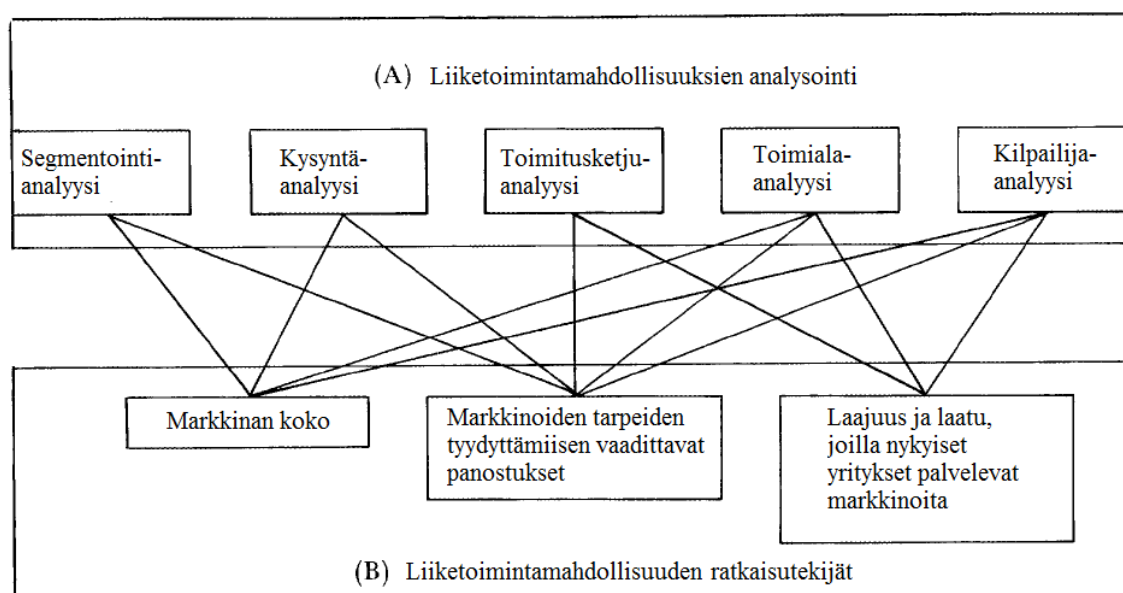 (A) Liiketoimintamahdollisuuksien analysointi
Segmentointi-
analyysi
Kysyntä-
analyysi
Toimitusketju-
analyysi
Toimiala-
analyysi
Kilpailija-
analyysi
Markkinan koko
Markkinoiden tarpeiden
tyydyttämiisen vaadittavat
panostukset
Laajuus ja laatu,
joilla nykyiset
yritykset palvelevat
markkinoita
(B) Liiketoimintamahdollisuuden ratkaisutekijät